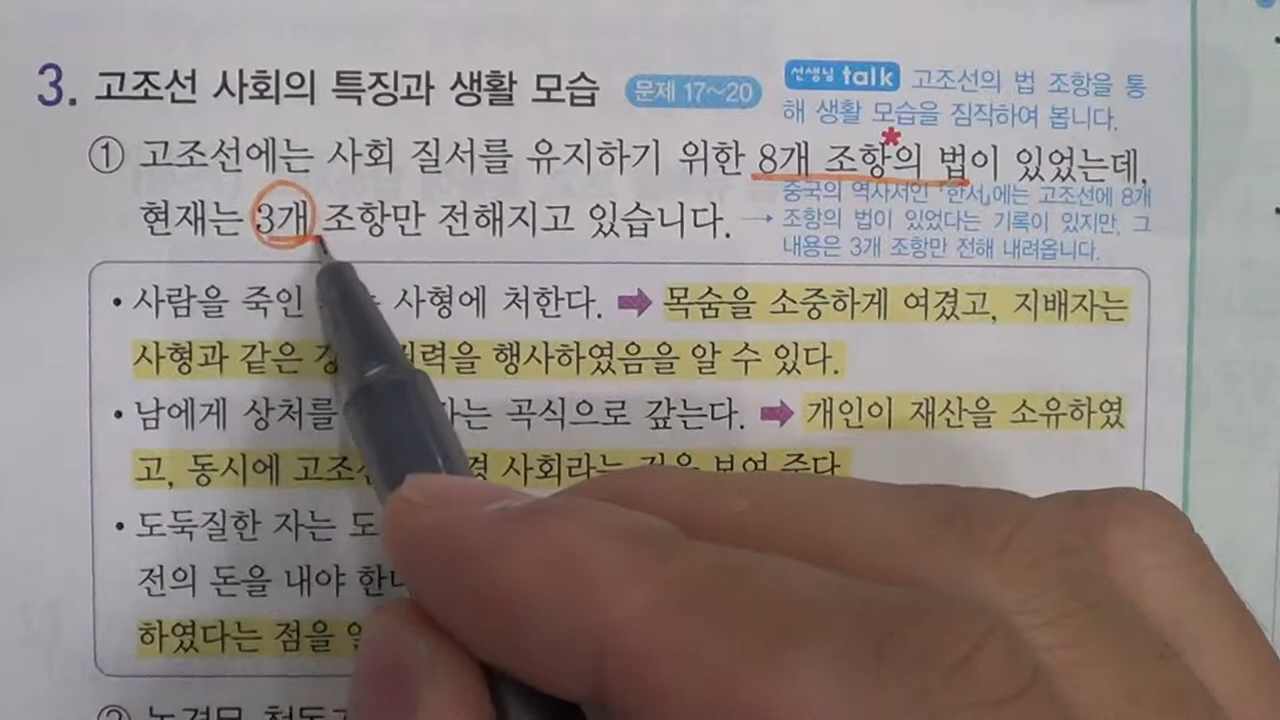 3. 고조선 사회의 특징과 생활 모습 문제 17~20
선생님 talk 고조선의 법 조항을 통
해 생활 모습을 짐작하여 봅니다.
① 고조선에는 사회 질서를 유지하기 위한 8개 조항*의 법이 있었는데,
현재는 3개 조항만 전해지고 있습니다. →
중국의 역사서인 「한서」에는 고조선에 8개
조항의 법이 있었다는 기록이 있지만, 그
내용은 3개 조항만 전해 내려옵니다.
• 사람을 죽인 사형에 처한다. ➡ 목숨을 소중하게 여겼고, 지배자는
사형과 같은 행사하였음을 알 수 있다.
• 남에게 상처를 곡식으로 갚는다. ➡ 개인이 재산을 소유하였
고, 동시에 사회라는 것을 보여 준다.
• 도둑질한 자는
전의 돈을 내야
하였다는 점을